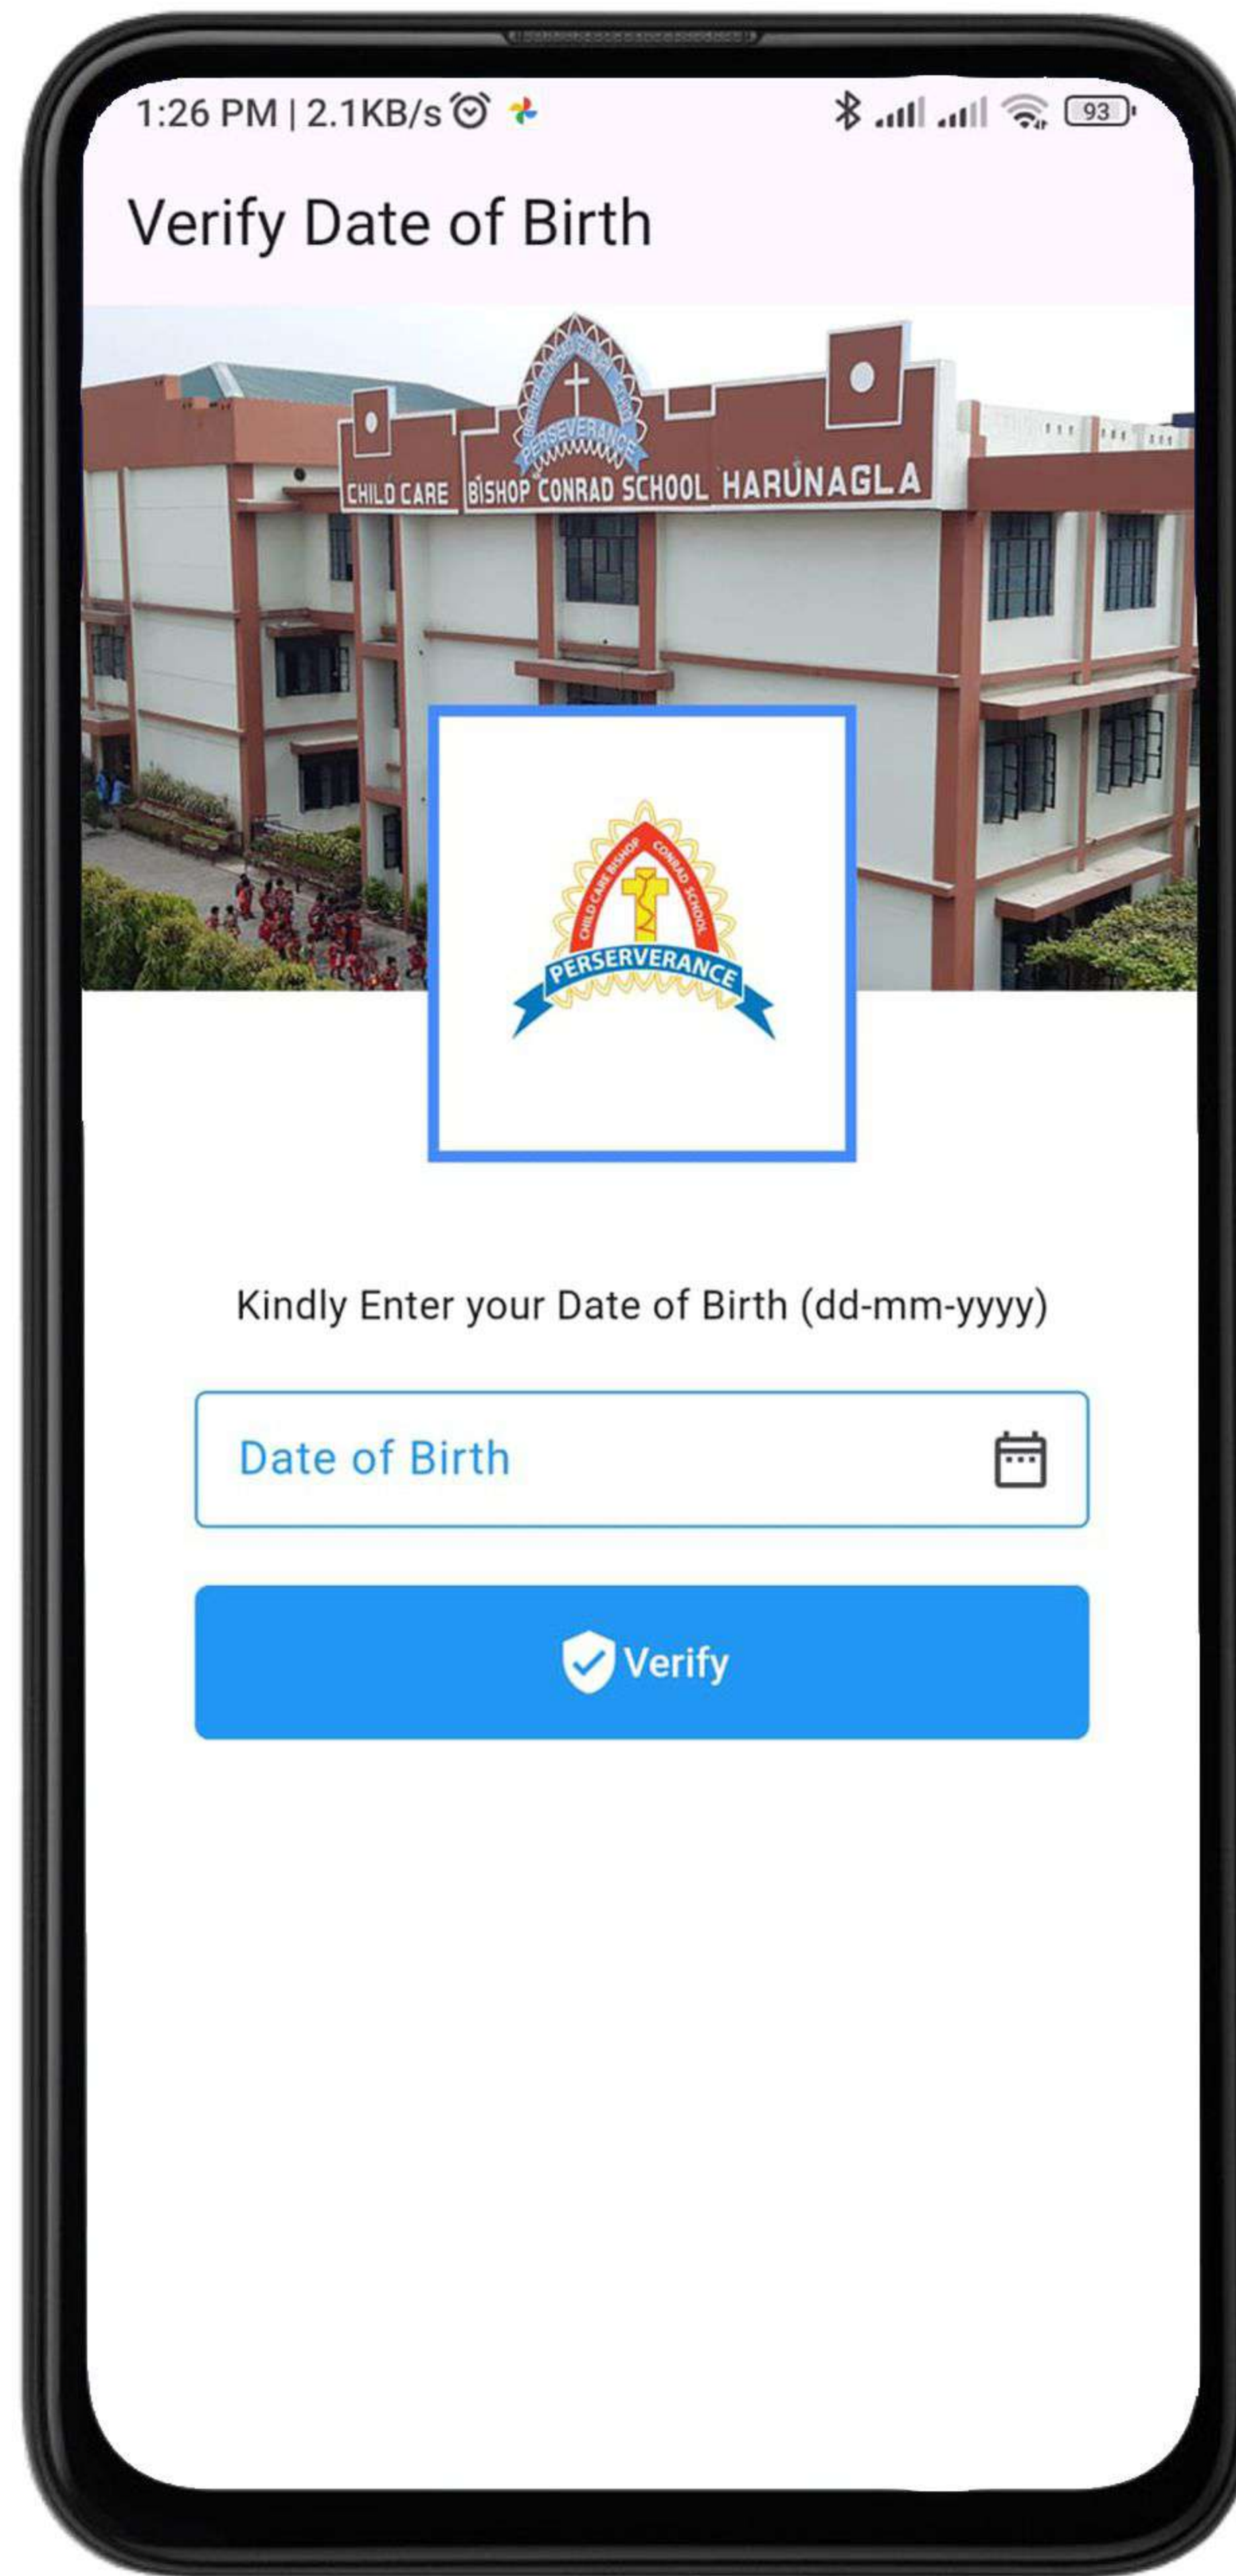 1:26 PM | 2.1KB/s
93
Verify Date of Birth
PERSEVERANCE
CHILD CARE BISHOP CONRAD SCHOOL HARUNAGLA
CHILD CARE BISHOP CONRAD SCHOOL
PERSERVERANCE
Kindly Enter your Date of Birth (dd-mm-yyyy)
Date of Birth
Verify